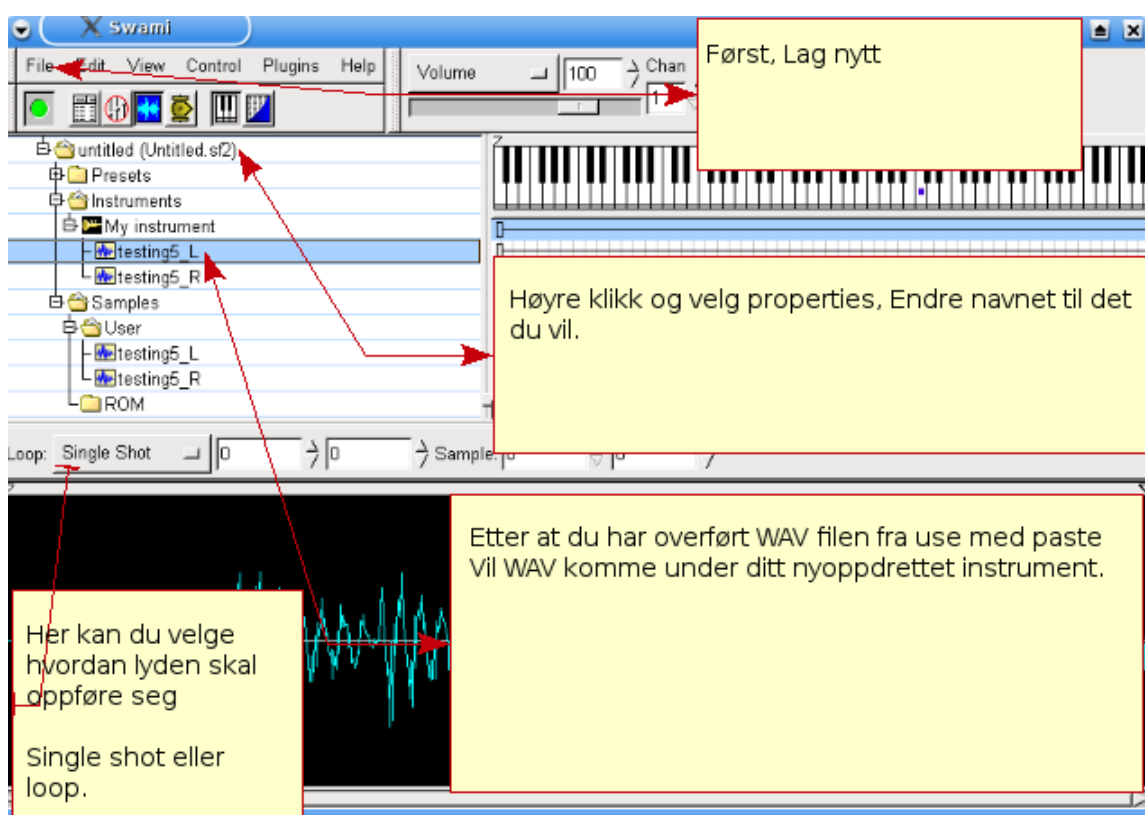 Swami
File Edit View Control Plugins Help
Volume 100 Chan 1
Først, Lag nytt
untitled (Untitled.sf2)
Presets
Instruments
My instrument
testing5_L
testing5_R
Samples
User
testing5_L
testing5_R
ROM
Høyre klikk og velg properties, Endre navnet til det
du vil.
Loop: Single Shot 0 0 Sample: 0 0
Etter at du har overført WAV filen fra use med paste
Vil WAV komme under ditt nyoppdrettet instrument.
Her kan du velge
hvordan lyden skal
oppføre seg
Single shot eller
loop.